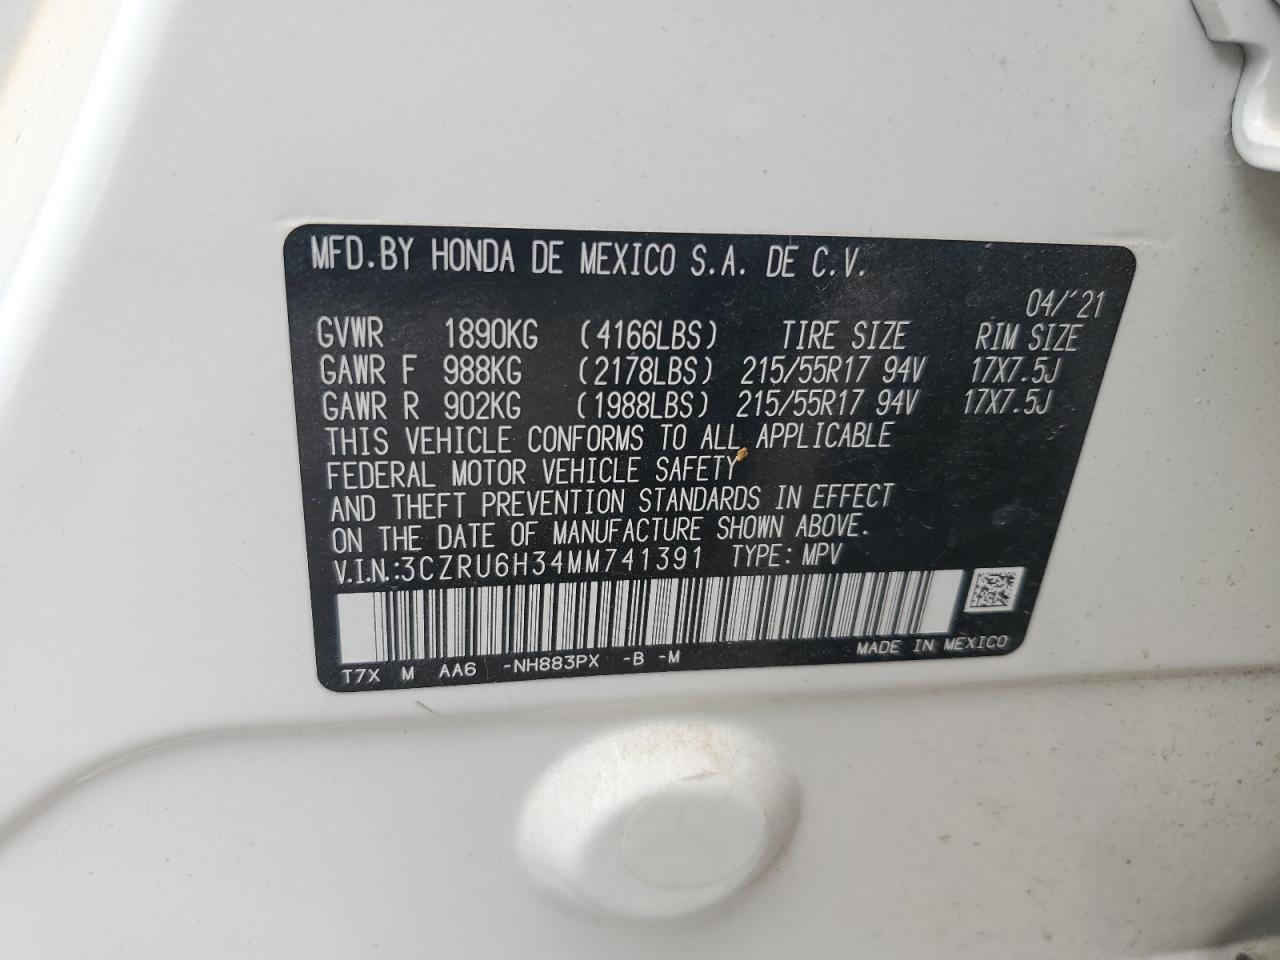 MFD.BY HONDA DE MEXICO S.A. DE C.V.
04/'21
GVWR 1890KG (4166LBS) TIRE SIZE RIM SIZE
GAWR F 988KG (2178LBS) 215/55R17 94V 17X7.5J
GAWR R 902KG (1988LBS) 215/55R17 94V 17X7.5J
THIS VEHICLE CONFORMS TO ALL APPLICABLE
FEDERAL MOTOR VEHICLE SAFETY
AND THEFT PREVENTION STANDARDS IN EFFECT
ON THE DATE OF MANUFACTURE SHOWN ABOVE.
V.I.N.:3CZRU6H34MM741391 TYPE: MPV
T7X M AA6 -NH883PX -B -M MADE IN MEXICO